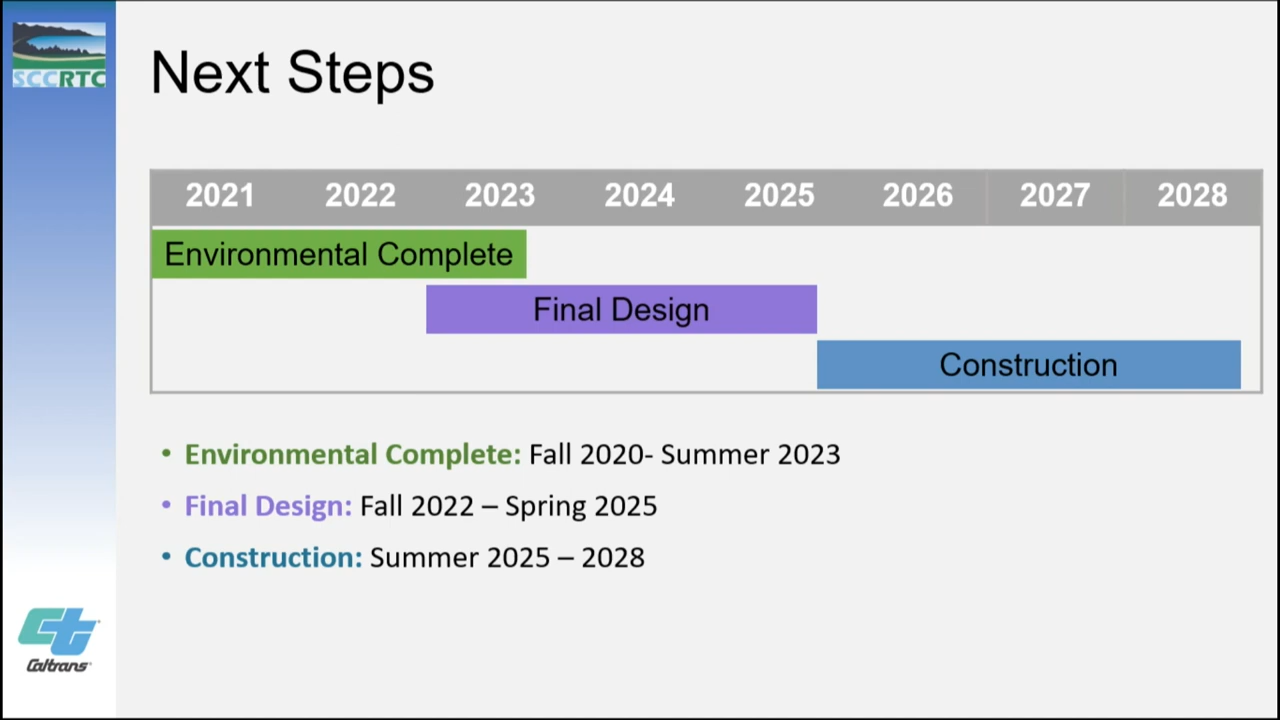 SCCRTC
Next Steps
2021 2022 2023 2024 2025 2026 2027 2028
Environmental Complete
Final Design
Construction
• Environmental Complete: Fall 2020- Summer 2023
• Final Design: Fall 2022 – Spring 2025
• Construction: Summer 2025 – 2028
Ct
Caltrans